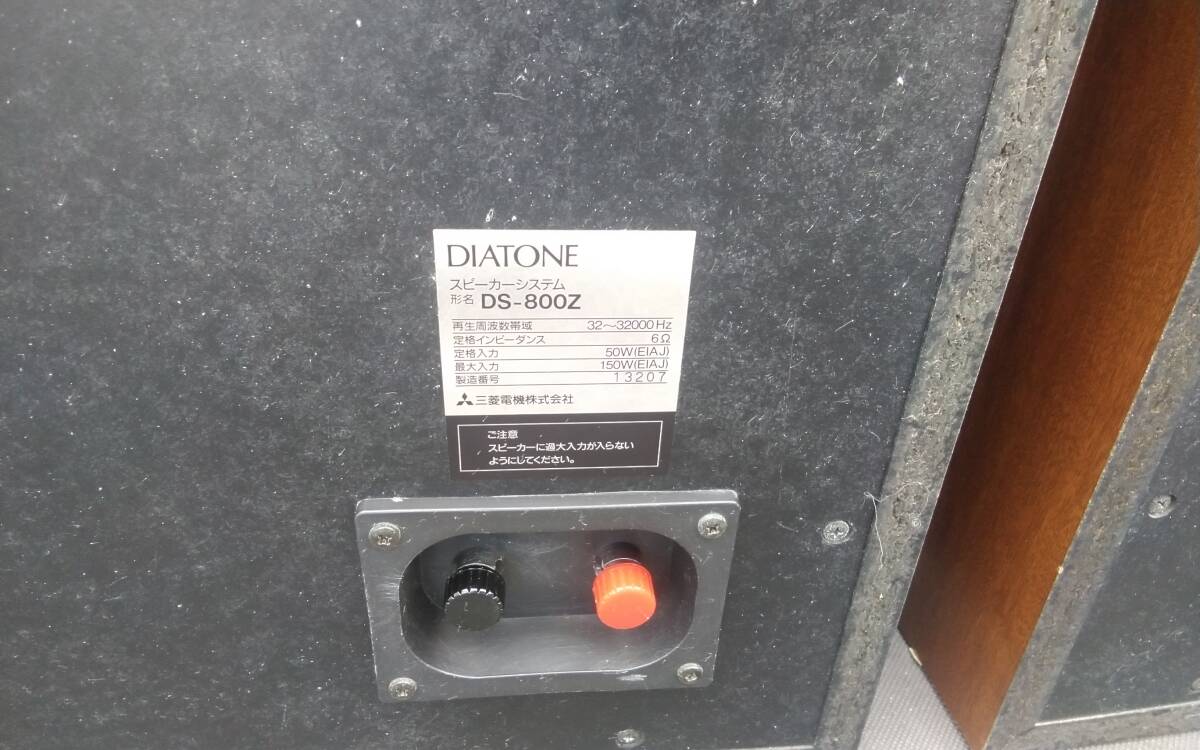 DIATONE
スピーカーシステム
形名 DS-800Z
再生周波数帯域 32〜32000Hz
定格インピーダンス 6Ω
定格入力 50W(EIAJ)
最大入力 150W(EIAJ)
製造番号 13207
三菱電機株式会社
ご注意
スピーカーに過大入力が入らない
ようにしてください。